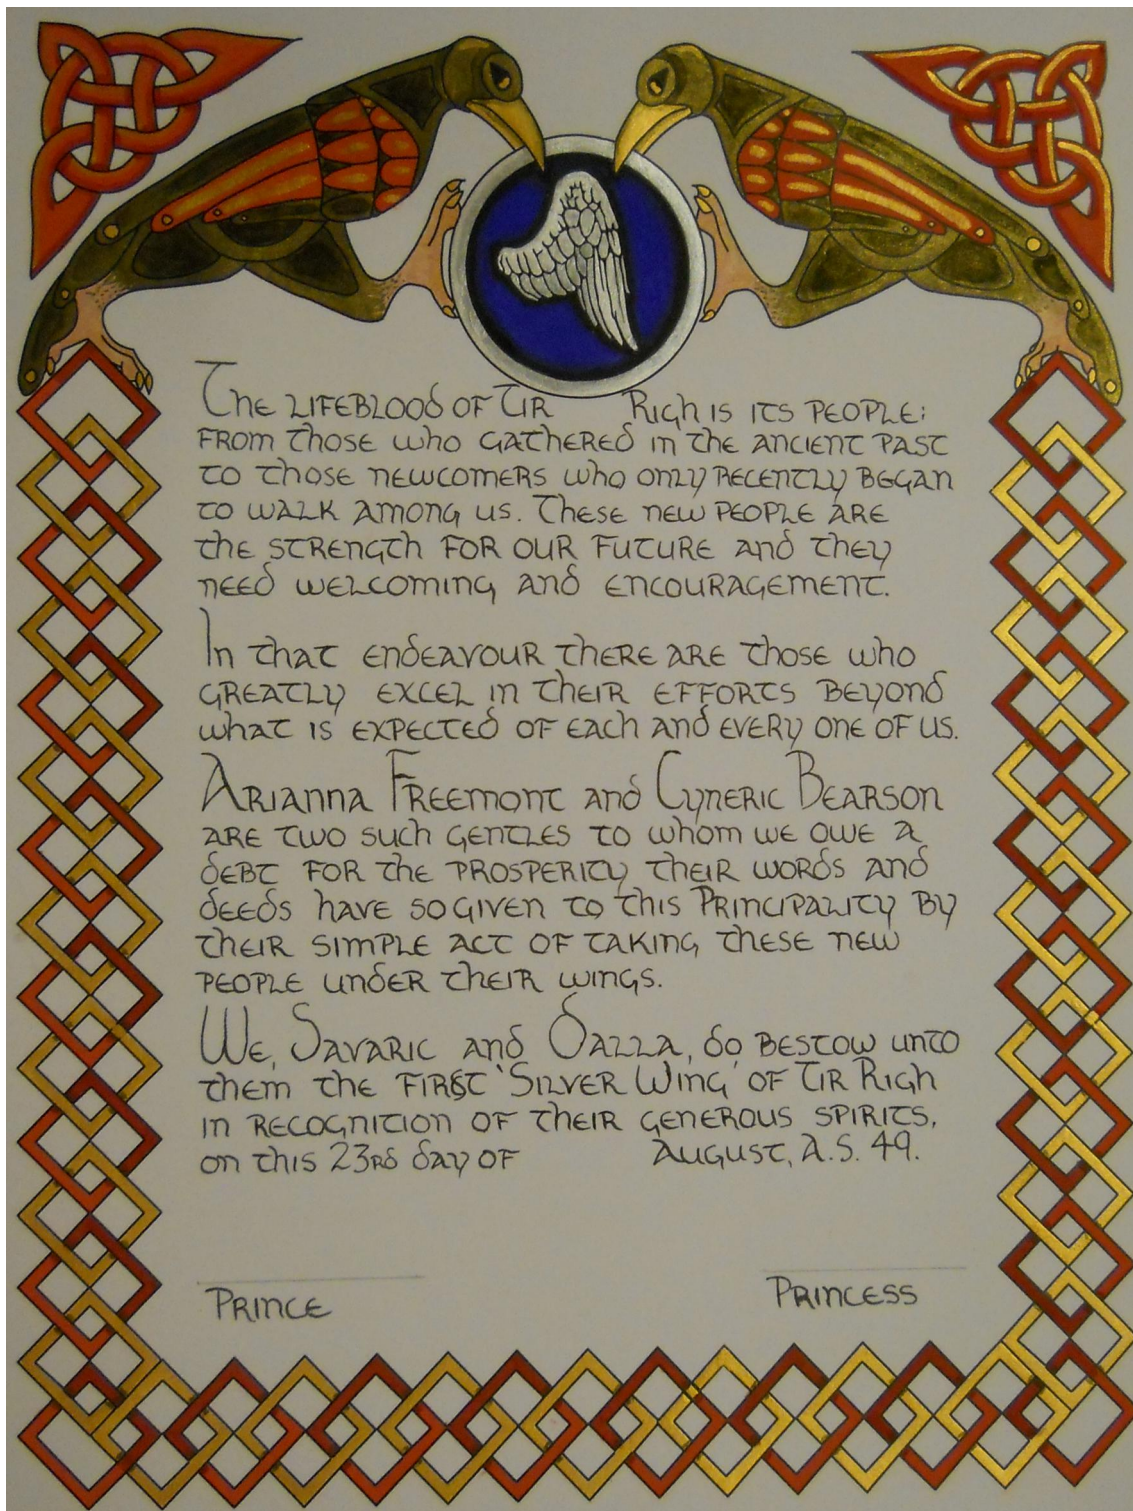 The lifeblood of Tir Righ is its people;
from those who gathered in the ancient past
to those newcomers who only recently began
to walk among us. These new people are
the strength for our future and they
need welcoming and encouragement.
In that endeavour there are those who
greatly excel in their efforts beyond
what is expected of each and every one of us.
Arianna Freemont and Cyneric Bearson
are two such gentles to whom we owe a
debt for the prosperity their words and
deeds have so given to this Principality by
their simple act of taking these new
people under their wings.
We, Savaric and Dalla, do bestow unto
them the first 'Silver Wing' of Tir Righ
in recognition of their generous spirits,
on this 23rd day of August, A.S. 49.
Prince Princess